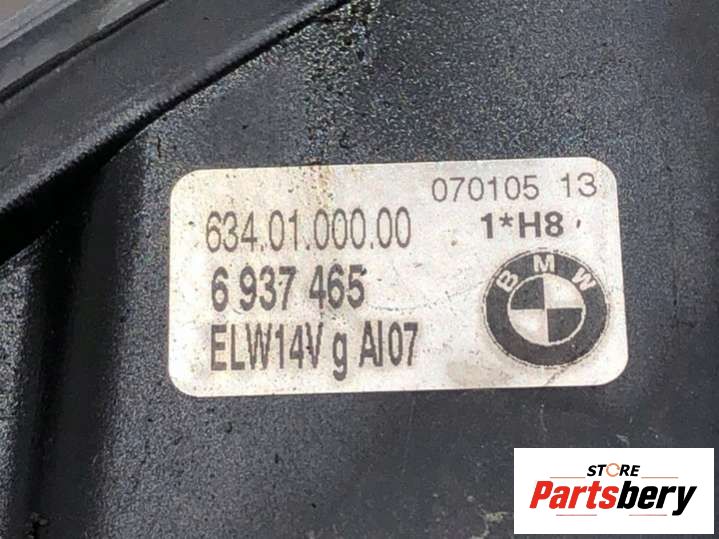 070105 13
634.01.000.00 1*H8
6 937 465
BMW
ELW14V g AI07
STORE
Partsbery